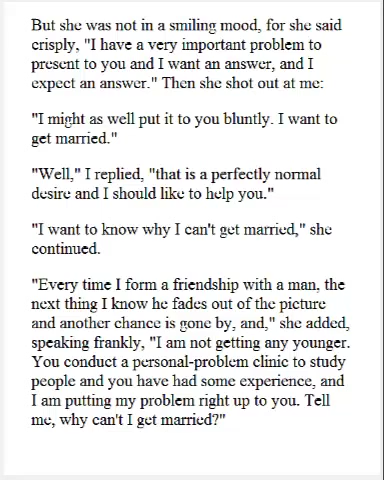 But she was not in a smiling mood, for she said
crisply, "I have a very important problem to
present to you and I want an answer, and I
expect an answer." Then she shot out at me:
"I might as well put it to you bluntly. I want to
get married."
"Well," I replied, "that is a perfectly normal
desire and I should like to help you."
"I want to know why I can't get married," she
continued.
"Every time I form a friendship with a man, the
next thing I know he fades out of the picture
and another chance is gone by, and," she added,
speaking frankly, "I am not getting any younger.
You conduct a personal-problem clinic to study
people and you have had some experience, and
I am putting my problem right up to you. Tell
me, why can't I get married?"